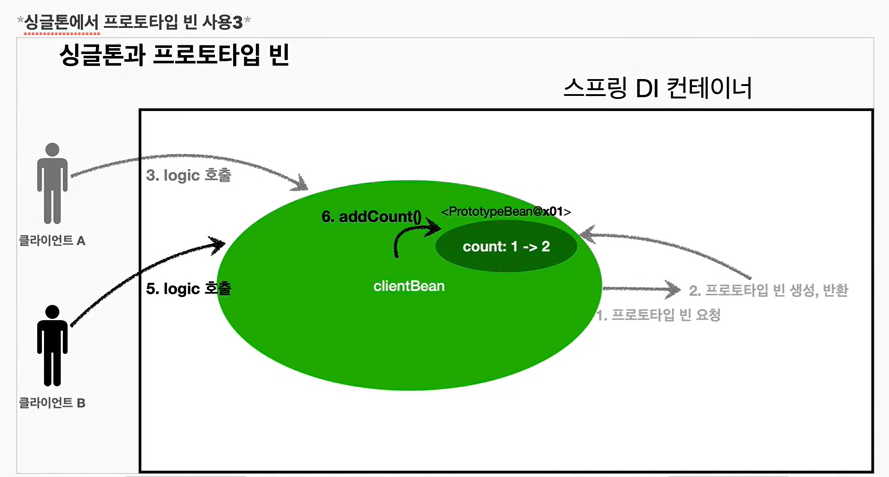 *싱글톤에서 프로토타입 빈 사용3*
싱글톤과 프로토타입 빈
스프링 DI 컨테이너
3. logic 호출
6. addCount()
<PrototypeBean@x01>
클라이언트 A
count: 1 -> 2
5. logic 호출
clientBean
2. 프로토타입 빈 생성, 반환
1. 프로토타입 빈 요청
클라이언트 B